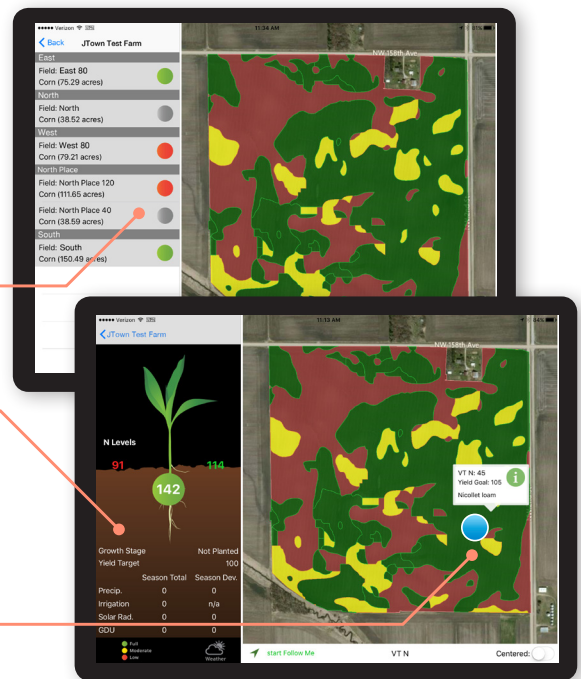 Verizon
11:34 AM
Back JTown Test Farm
East
Field: East 80
Corn (75.29 acres)
North
Field: North
Corn (38.52 acres)
West
Field: West 80
Corn (79.21 acres)
North Place
Field: North Place 120
Corn (111.65 acres)
Field: North Place 40
Corn (38.59 acres)
South
Field: South
Corn (150.49 acres)
NW 158th Ave
Verizon
11:13 AM
84%
JTown Test Farm
N Levels
91
114
142
Growth Stage Not Planted
Yield Target 100
Season Total Season Dev.
Precip. 0 0
Irrigation 0 n/a
Solar Rad. 0 0
GDU 0 0
Full
Moderate
Low
Weather
NW 158th Ave
VT N: 45
Yield Goal: 105
Nicollet loam
i
start Follow Me
VT N
Centered: